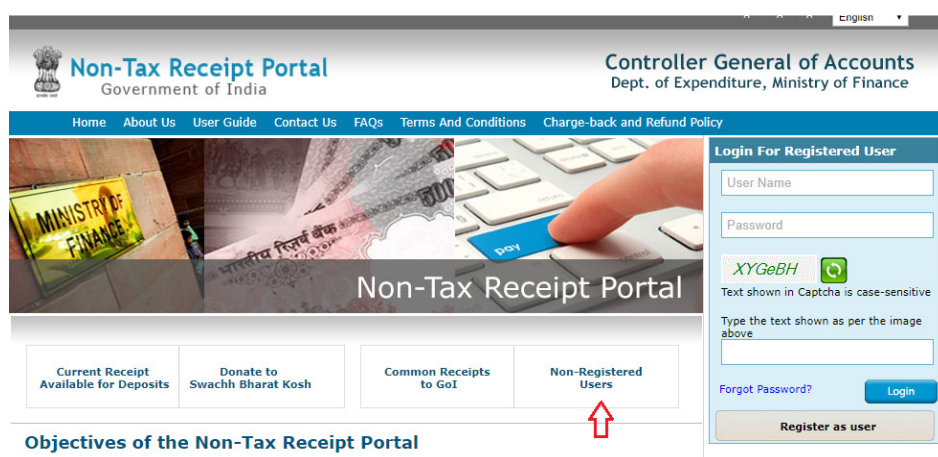 English
Non-Tax Receipt Portal
Government of India
Controller General of Accounts
Dept. of Expenditure, Ministry of Finance
Home About Us User Guide Contact Us FAQs Terms And Conditions Charge-back and Refund Policy
MINISTRY OF
FINANCE
भारतीय रिज़र्व बैंक
500
pay
Non-Tax Receipt Portal
Login For Registered User
User Name
Password
XYGeBH
Text shown in Captcha is case-sensitive
Type the text shown as per the image
above
Forgot Password? Login
Register as user
Current Receipt
Available for Deposits
Donate to
Swachh Bharat Kosh
Common Receipts
to GoI
Non-Registered
Users
Objectives of the Non-Tax Receipt Portal